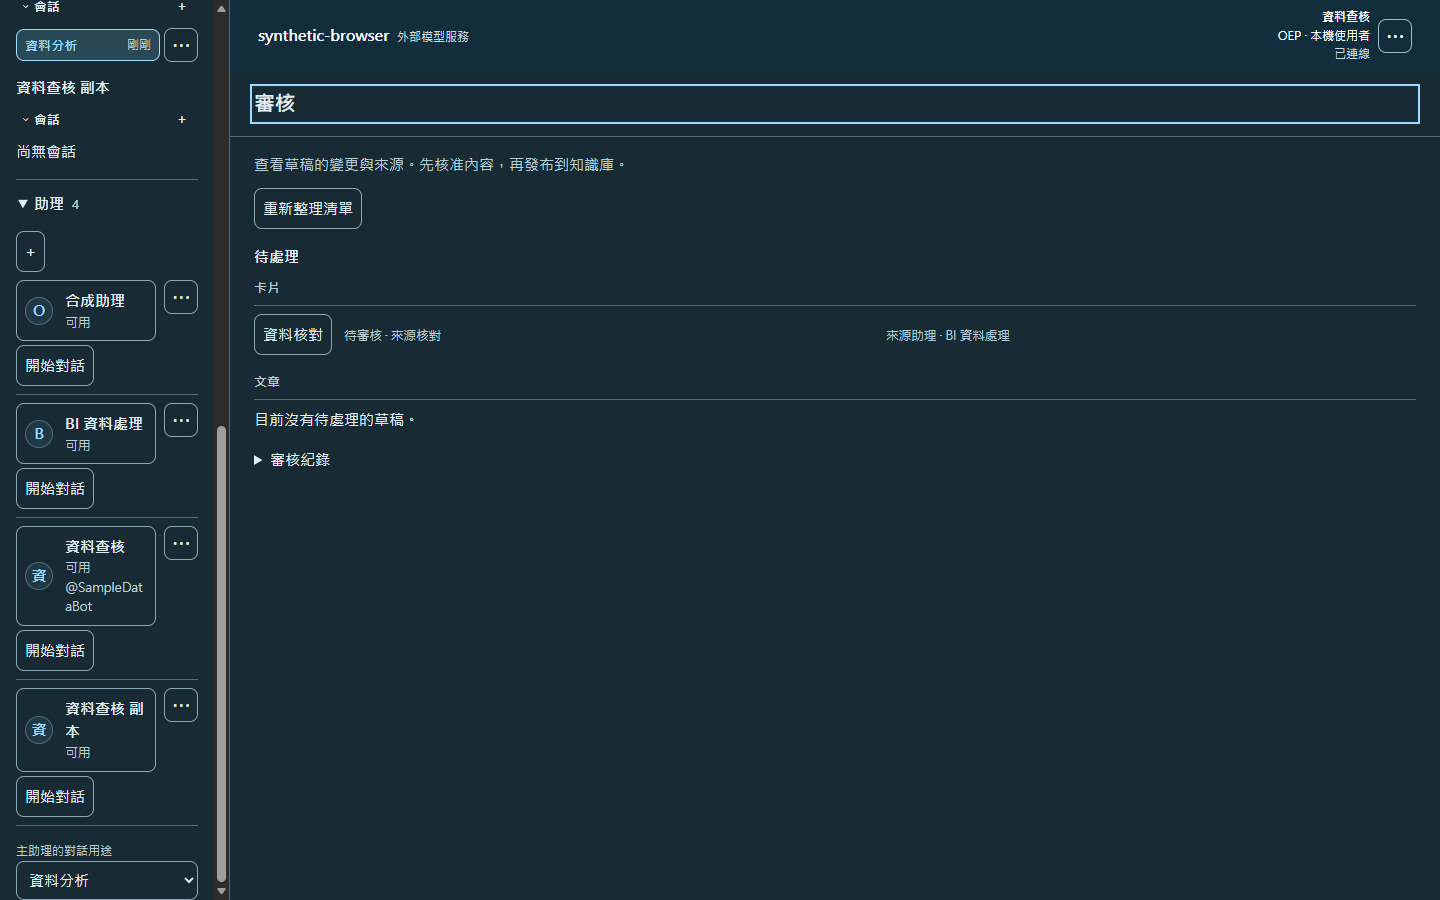 會話 +
資料分析 剛剛 ...
資料查核 副本
會話 +
尚無會話
助理 4
+
O 合成助理 ...
可用
開始對話
B BI 資料處理 ...
可用
開始對話
資 資料查核 ...
可用
@SampleDat
aBot
開始對話
資 資料查核 副 ...
本
可用
開始對話
主助理的對話用途
資料分析
synthetic-browser 外部模型服務
資料查核
OEP · 本機使用者 ...
已連線
審核
查看草稿的變更與來源。先核准內容，再發布到知識庫。
重新整理清單
待處理
卡片
資料核對 待審核 · 來源核對 來源助理 · BI 資料處理
文章
目前沒有待處理的草稿。
審核紀錄